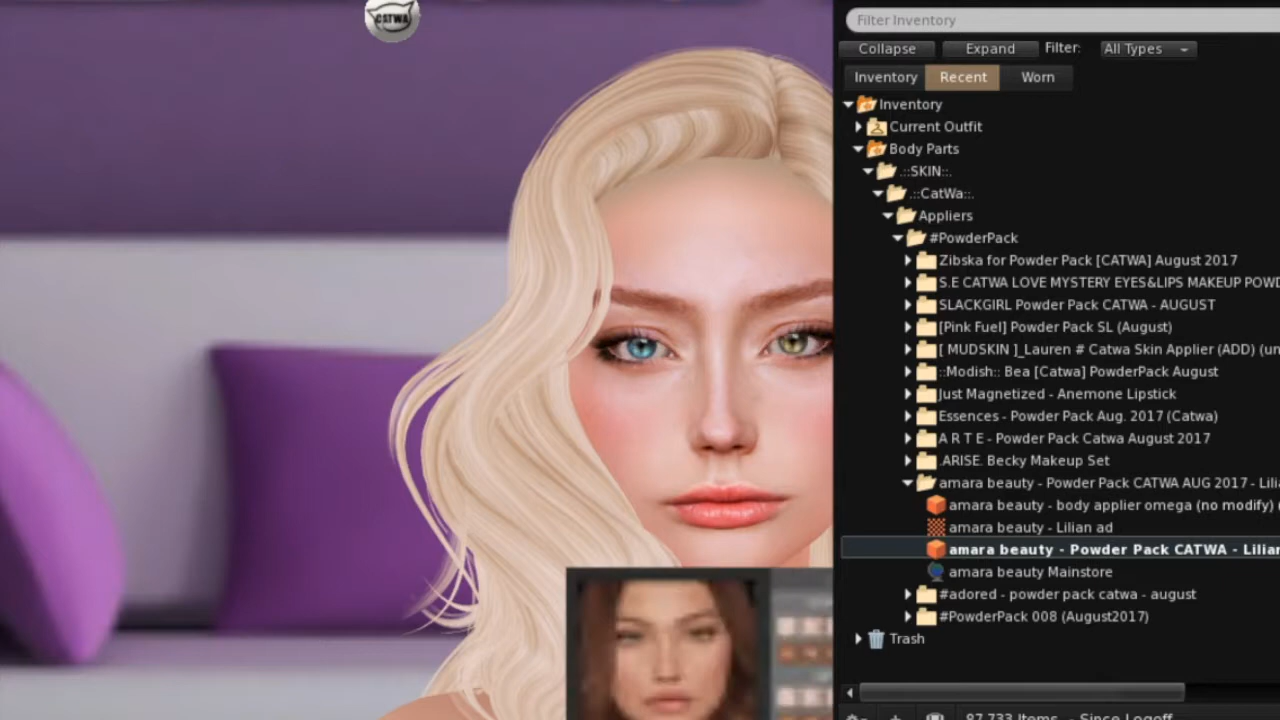 CATWA
Filter Inventory
Collapse Expand Filter: All Types
Inventory Recent Worn
Inventory
Current Outfit
Body Parts
.::SKIN::.
.::CatWa::.
Appliers
#PowderPack
Zibska for Powder Pack [CATWA] August 2017
S.E CATWA LOVE MYSTERY EYES&LIPS MAKEUP POWD
SLACKGIRL Powder Pack CATWA - AUGUST
[Pink Fuel] Powder Pack SL (August)
[ MUDSKIN ]_Lauren # Catwa Skin Applier (ADD) (un
::Modish:: Bea [Catwa] PowderPack August
Just Magnetized - Anemone Lipstick
Essences - Powder Pack Aug. 2017 (Catwa)
A R T E - Powder Pack Catwa August 2017
.ARISE. Becky Makeup Set
amara beauty - Powder Pack CATWA AUG 2017 - Lilia
amara beauty - body applier omega (no modify) (
amara beauty - Lilian ad
amara beauty - Powder Pack CATWA - Lilian
amara beauty Mainstore
#adored - powder pack catwa - august
#PowderPack 008 (August2017)
Trash
87,733 Items - Since Logoff